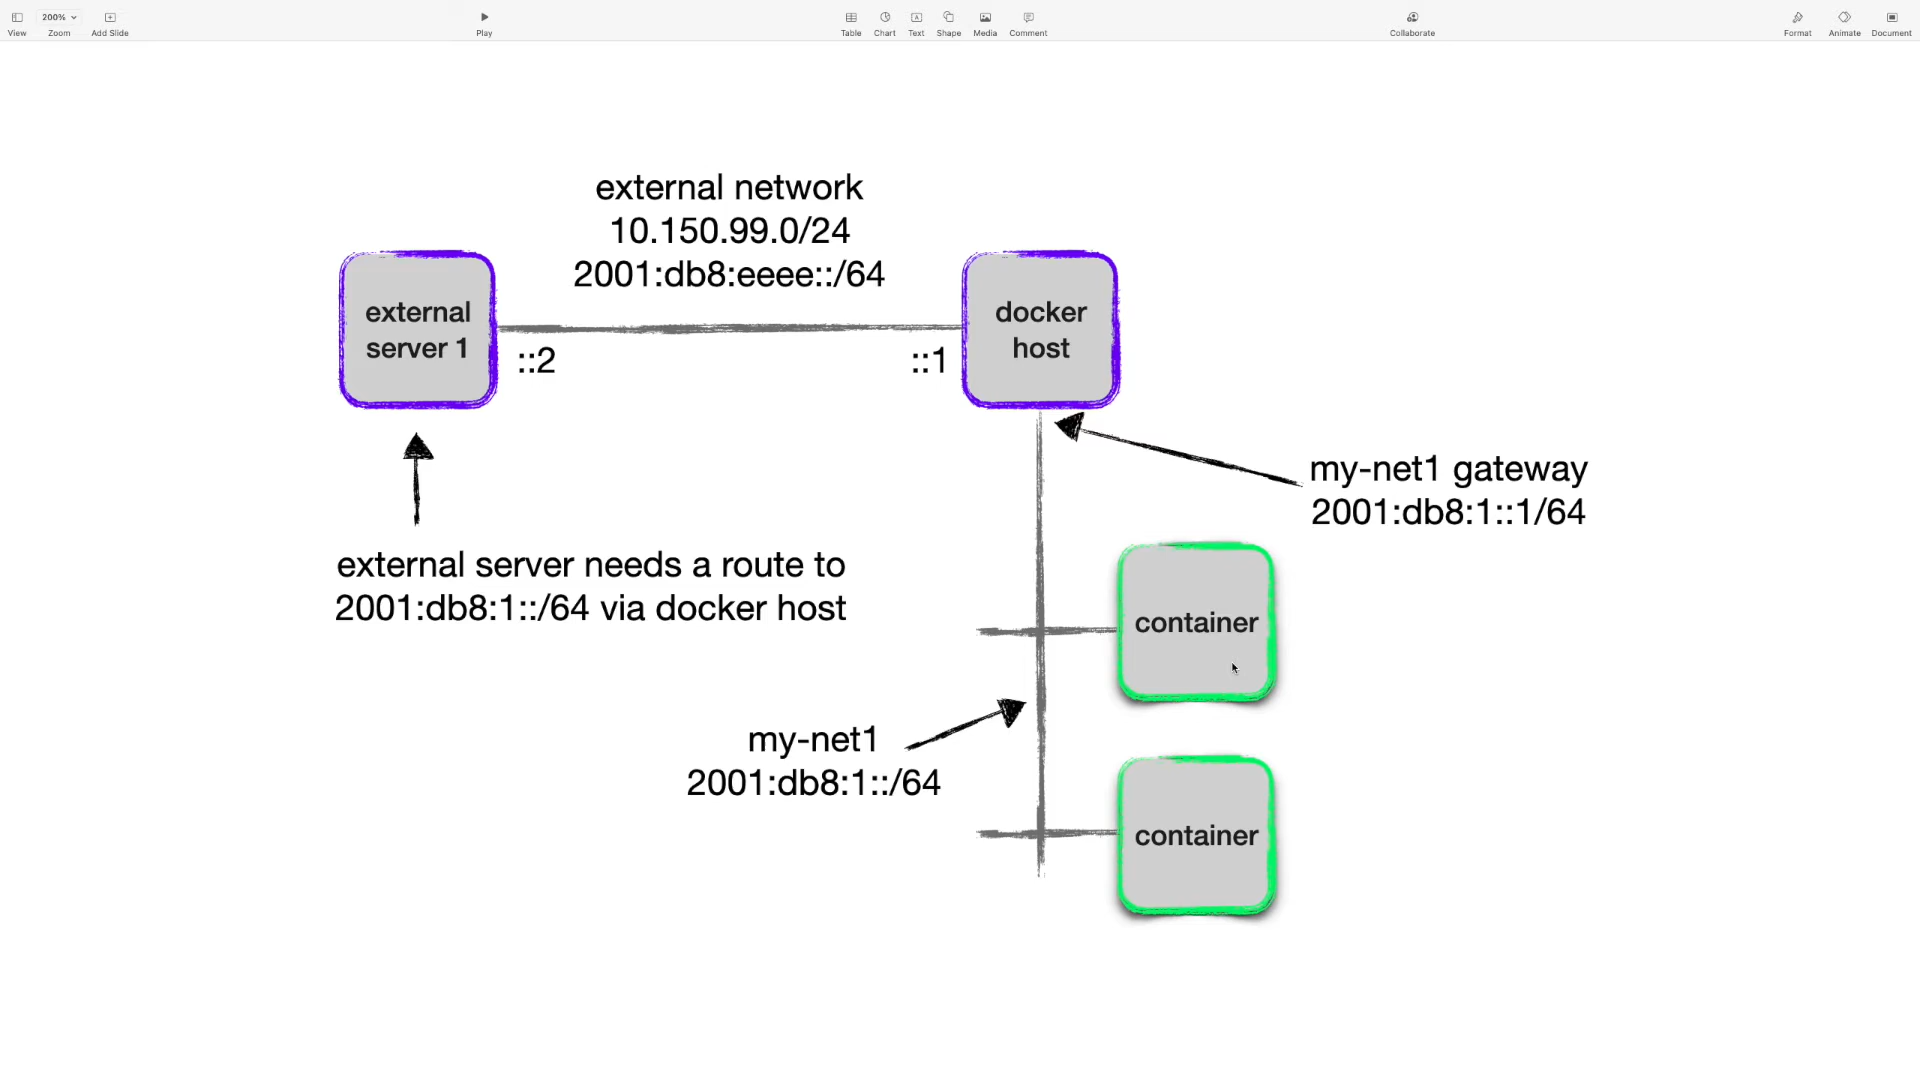 200%
View
Zoom
Add Slide
Play
Table
Chart
Text
Shape
Media
Comment
Collaborate
Format
Animate
Document
external network
10.150.99.0/24
2001:db8:eeee::/64
external
server 1
::2
::1
docker
host
my-net1 gateway
2001:db8:1::1/64
external server needs a route to
2001:db8:1::/64 via docker host
container
my-net1
2001:db8:1::/64
container